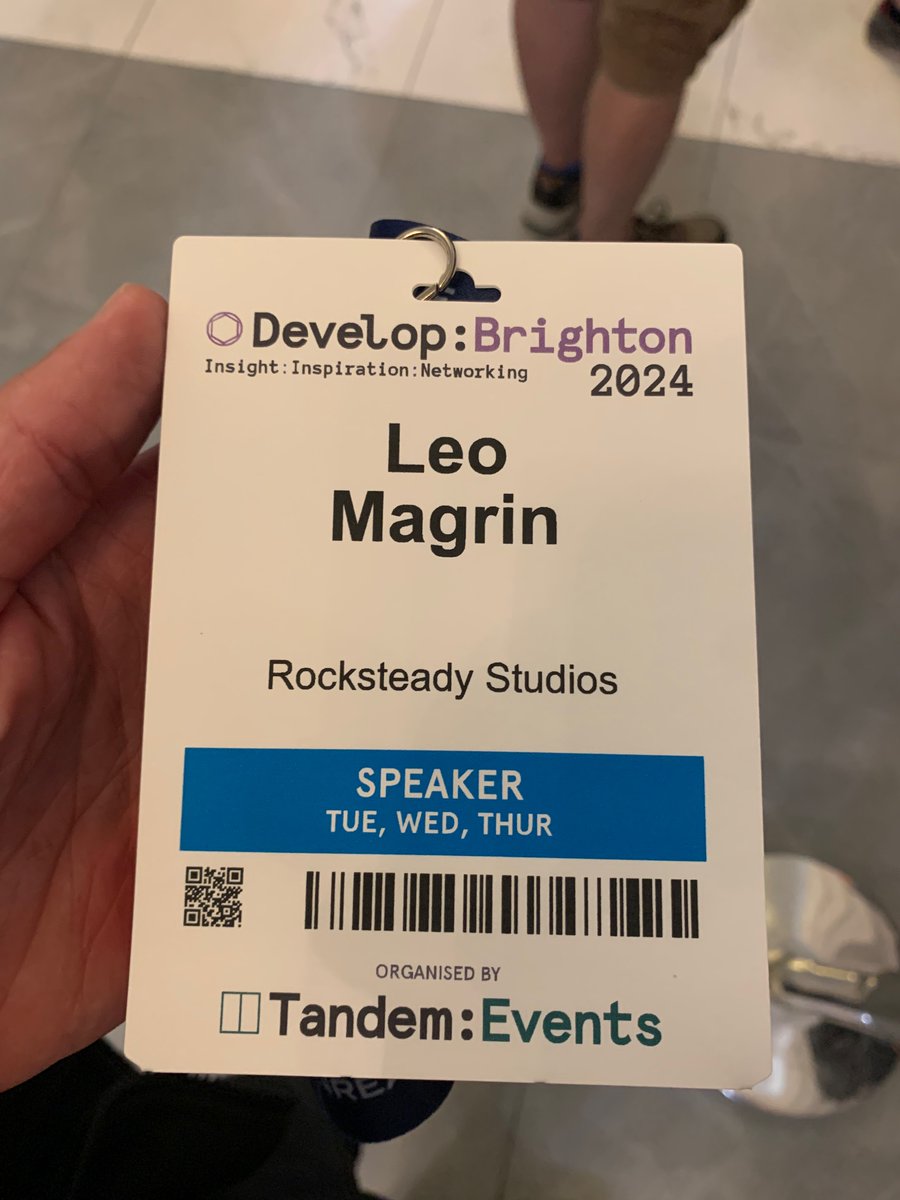 Develop:Brighton
Insight:Inspiration:Networking
2024
Leo
Magrin
Rocksteady Studios
SPEAKER
TUE, WED, THUR
ORGANISED BY
Tandem:Events